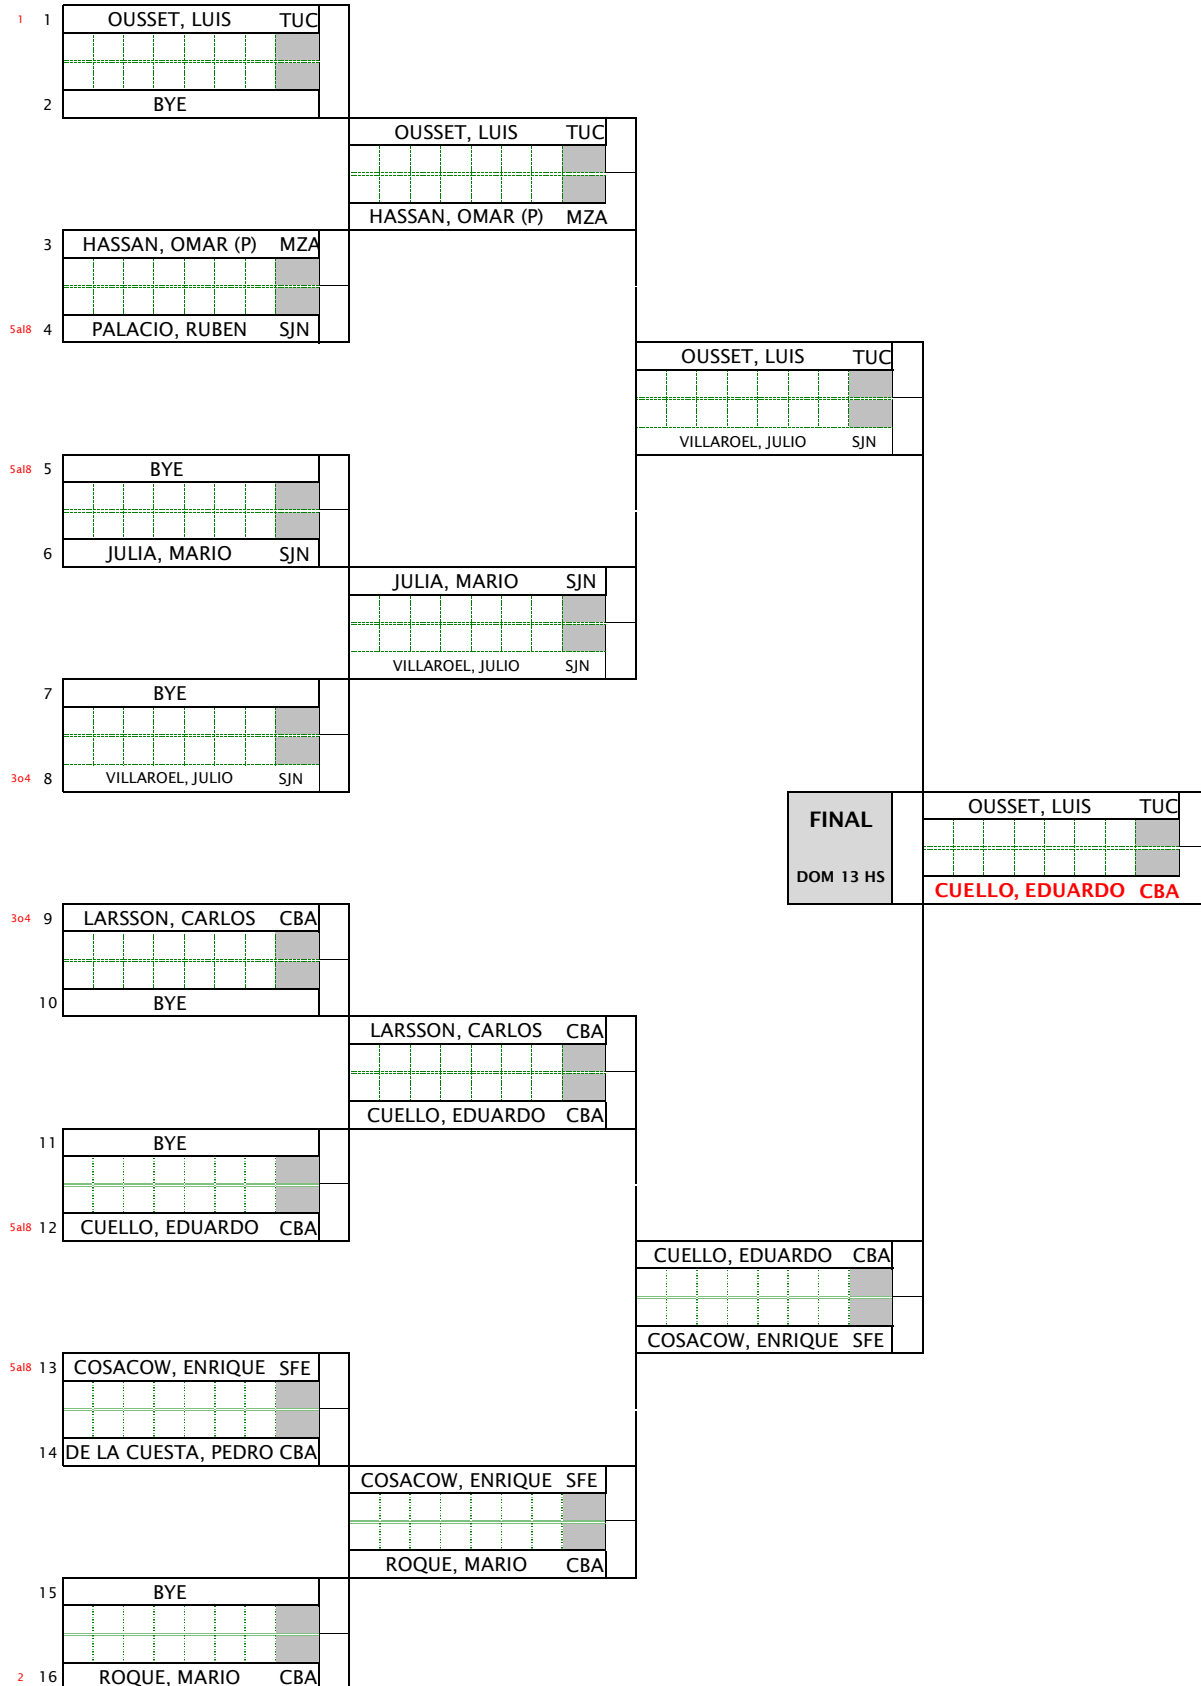 1 1 OUSSET, LUIS TUC
2 BYE
OUSSET, LUIS TUC
HASSAN, OMAR (P) MZA
3 HASSAN, OMAR (P) MZA
5al8 4 PALACIO, RUBEN SJN
OUSSET, LUIS TUC
VILLAROEL, JULIO SJN
5al8 5 BYE
6 JULIA, MARIO SJN
JULIA, MARIO SJN
VILLAROEL, JULIO SJN
7 BYE
3o4 8 VILLAROEL, JULIO SJN
FINAL
DOM 13 HS
OUSSET, LUIS TUC
CUELLO, EDUARDO CBA
3o4 9 LARSSON, CARLOS CBA
10 BYE
LARSSON, CARLOS CBA
CUELLO, EDUARDO CBA
11 BYE
5al8 12 CUELLO, EDUARDO CBA
CUELLO, EDUARDO CBA
COSACOW, ENRIQUE SFE
5al8 13 COSACOW, ENRIQUE SFE
14 DE LA CUESTA, PEDRO CBA
COSACOW, ENRIQUE SFE
ROQUE, MARIO CBA
15 BYE
2 16 ROQUE, MARIO CBA